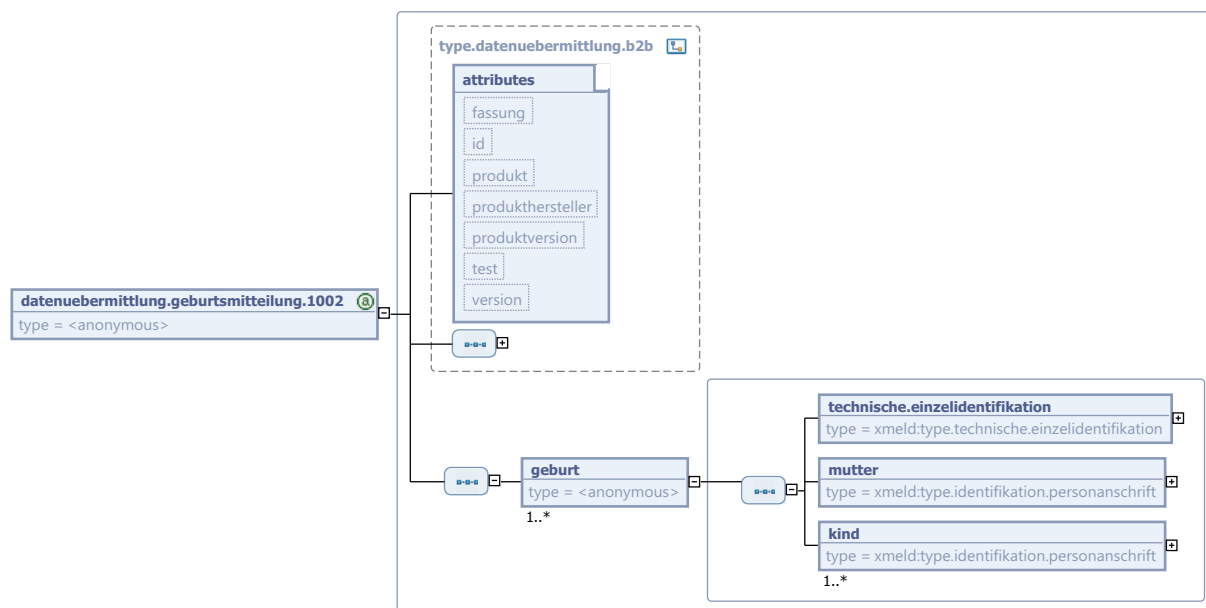 type.datenuebermittlung.b2b
attributes
fassung
id
produkt
produkthersteller
produktversion
test
version
datenuebermittlung.geburtsmitteilung.1002 a
type = <anonymous>
technische.einzelidentifikation
type = xmeld:type.technische.einzelidentifikation
geburt
type = <anonymous>
1..*
mutter
type = xmeld:type.identifikation.personanschrift
kind
type = xmeld:type.identifikation.personanschrift
1..*